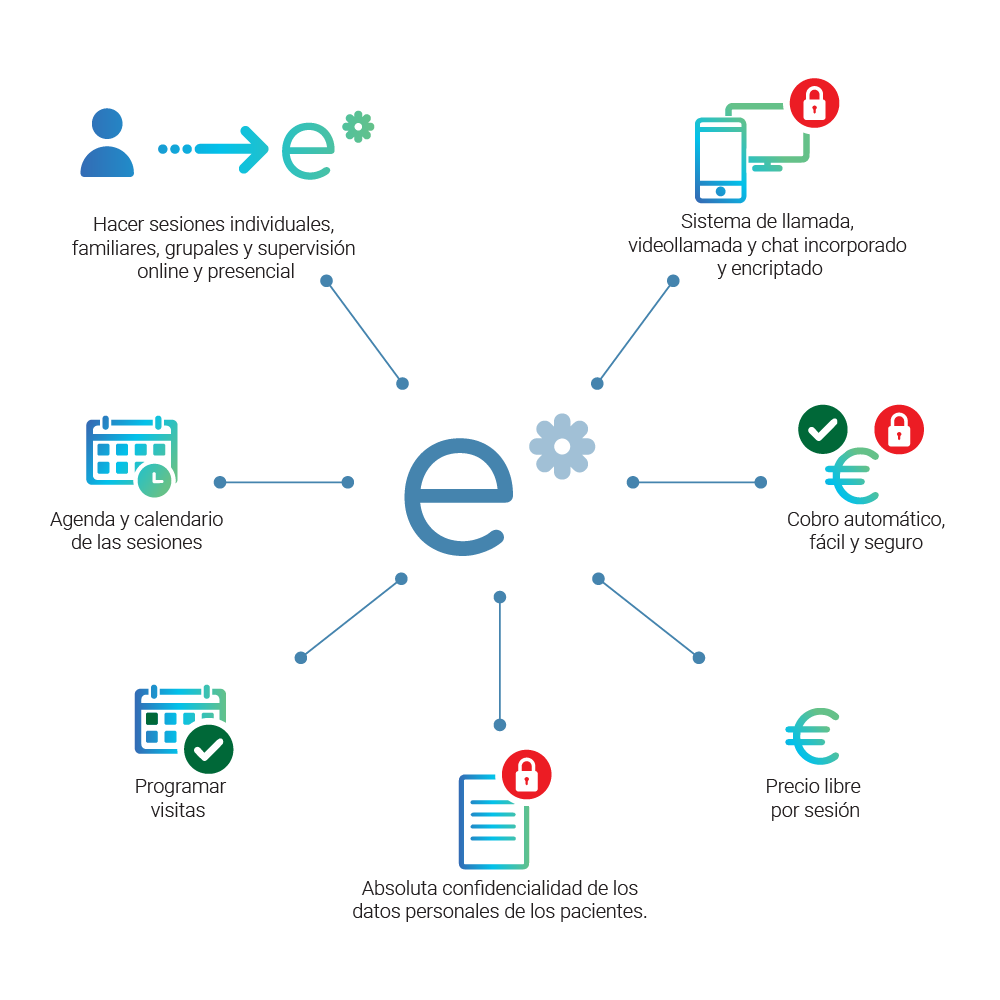 e
Hacer sesiones individuales,
familiares, grupales y supervisión
online y presencial
Sistema de llamada,
videollamada y chat incorporado
y encriptado
e
Agenda y calendario
de las sesiones
€
Cobro automático,
fácil y seguro
Programar
visitas
€
Precio libre
por sesión
Absoluta confidencialidad de los
datos personales de los pacientes.